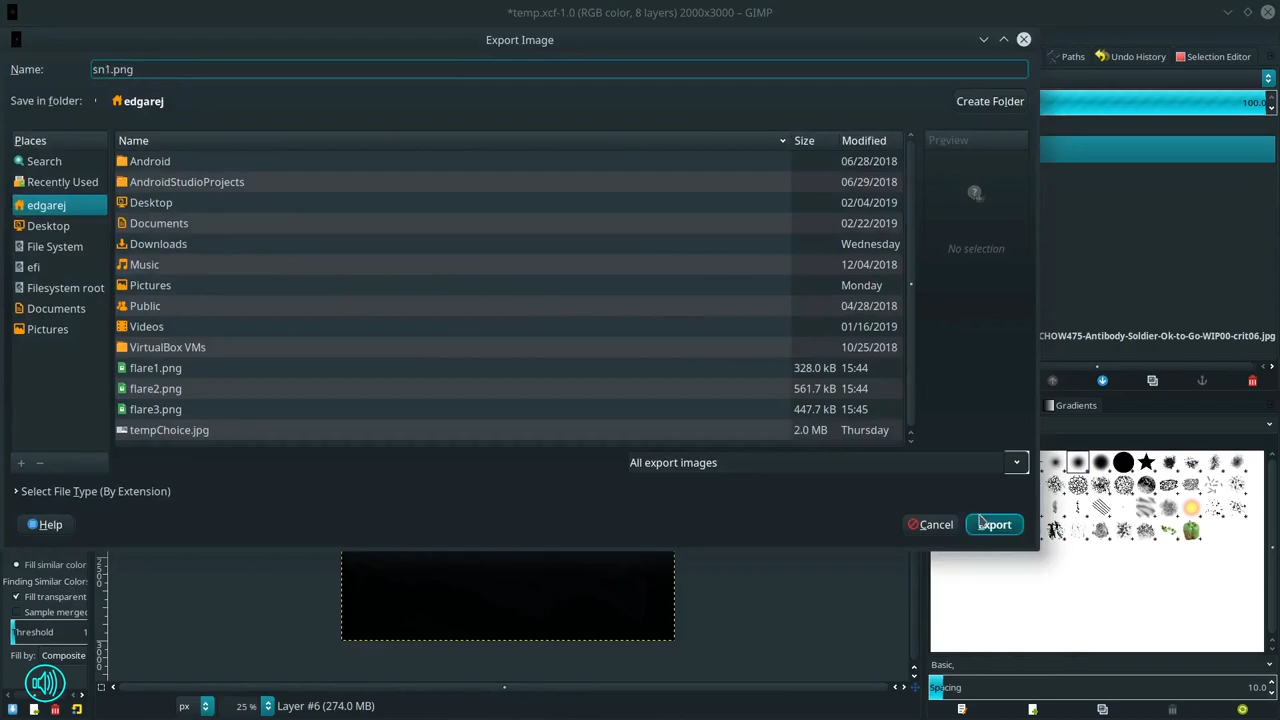 *temp.xcf-1.0 (RGB color, 8 layers) 2000x3000 – GIMP
Export Image
Name: sn1.png
Save in folder: edgarej
Create Folder
Places
Search
Recently Used
edgarej
Desktop
File System
efi
Filesystem root
Documents
Pictures
Name Size Modified
Android 06/28/2018
AndroidStudioProjects 06/29/2018
Desktop 02/04/2019
Documents 02/22/2019
Downloads Wednesday
Music 12/04/2018
Pictures Monday
Public 04/28/2018
Videos 01/16/2019
VirtualBox VMs 10/25/2018
flare1.png 328.0 kB 15:44
flare2.png 561.7 kB 15:44
flare3.png 447.7 kB 15:45
tempChoice.jpg 2.0 MB Thursday
Preview
No selection
All export images
Select File Type (By Extension)
Help
Cancel
Export
Paths Undo History Selection Editor
100.0
CHOW475-Antibody-Soldier-Ok-to-Go-WIP00-crit06.jpg
Gradients
Basic,
Spacing 10.0
Fill similar color
Finding Similar Colors
Fill transparent
Sample merged
Threshold 1
Fill by: Composite
2500
3000
px 25 % Layer #6 (274.0 MB)